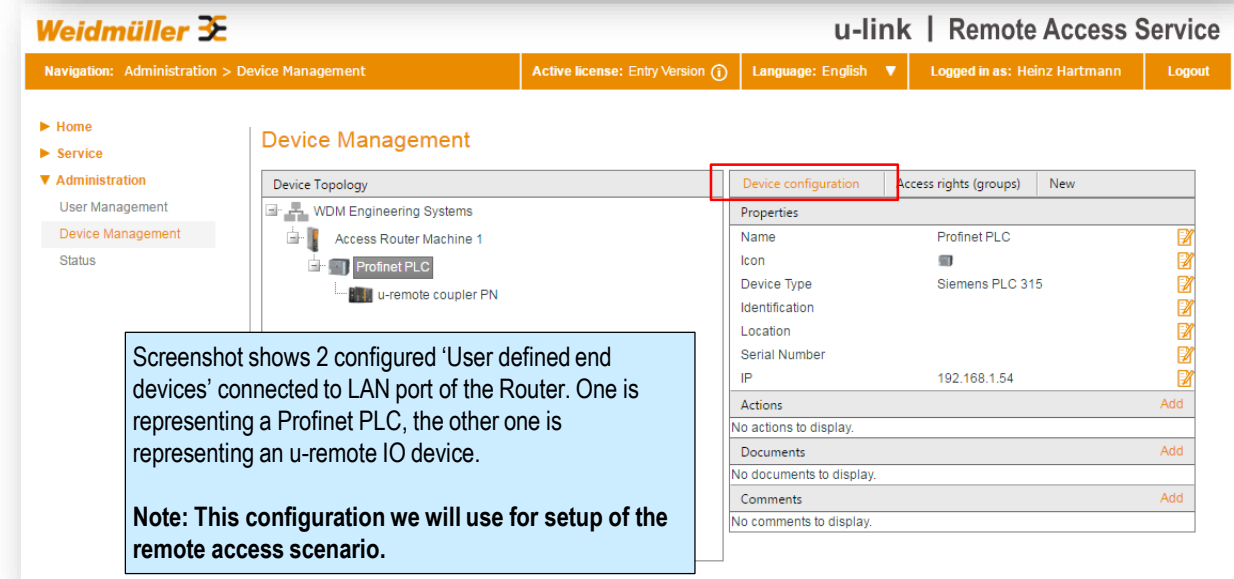 Weidmüller
u-link | Remote Access Service
Navigation: Administration > Device Management
Active license: Entry Version
Language: English
Logged in as: Heinz Hartmann
Logout
Home
Service
Administration
User Management
Device Management
Status
Device Management
Device Topology
WDM Engineering Systems
Access Router Machine 1
Profinet PLC
u-remote coupler PN
Device configuration
Access rights (groups)
New
Properties
Name Profinet PLC
Icon
Device Type Siemens PLC 315
Identification
Location
Serial Number
IP 192.168.1.54
Actions Add
No actions to display.
Documents Add
No documents to display.
Comments Add
No comments to display.
Screenshot shows 2 configured ‘User defined end
devices’ connected to LAN port of the Router. One is
representing a Profinet PLC, the other one is
representing an u-remote IO device.
Note: This configuration we will use for setup of the
remote access scenario.